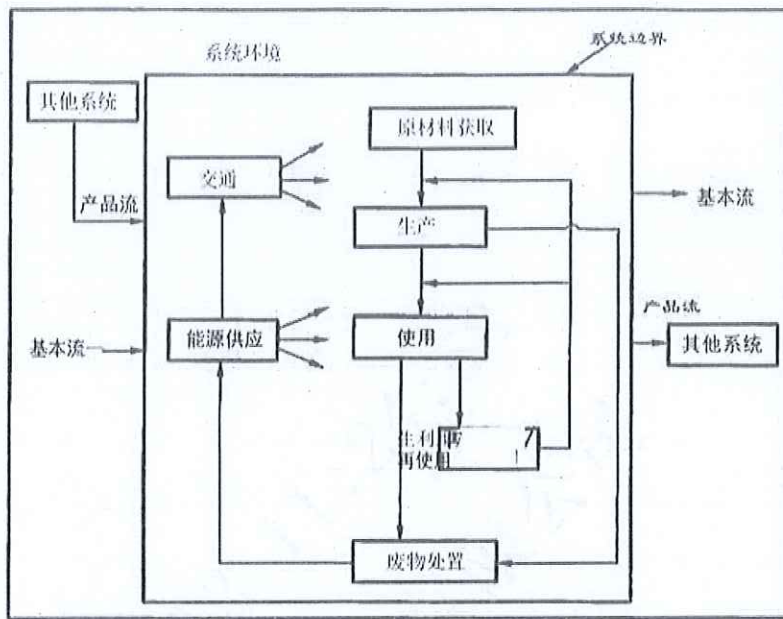 系统环境
系统边界
其他系统
原材料获取
交通
产品流
基本流
生产
产品流
能源供应
使用
基本流
其他系统
生利
再使用
废物处置